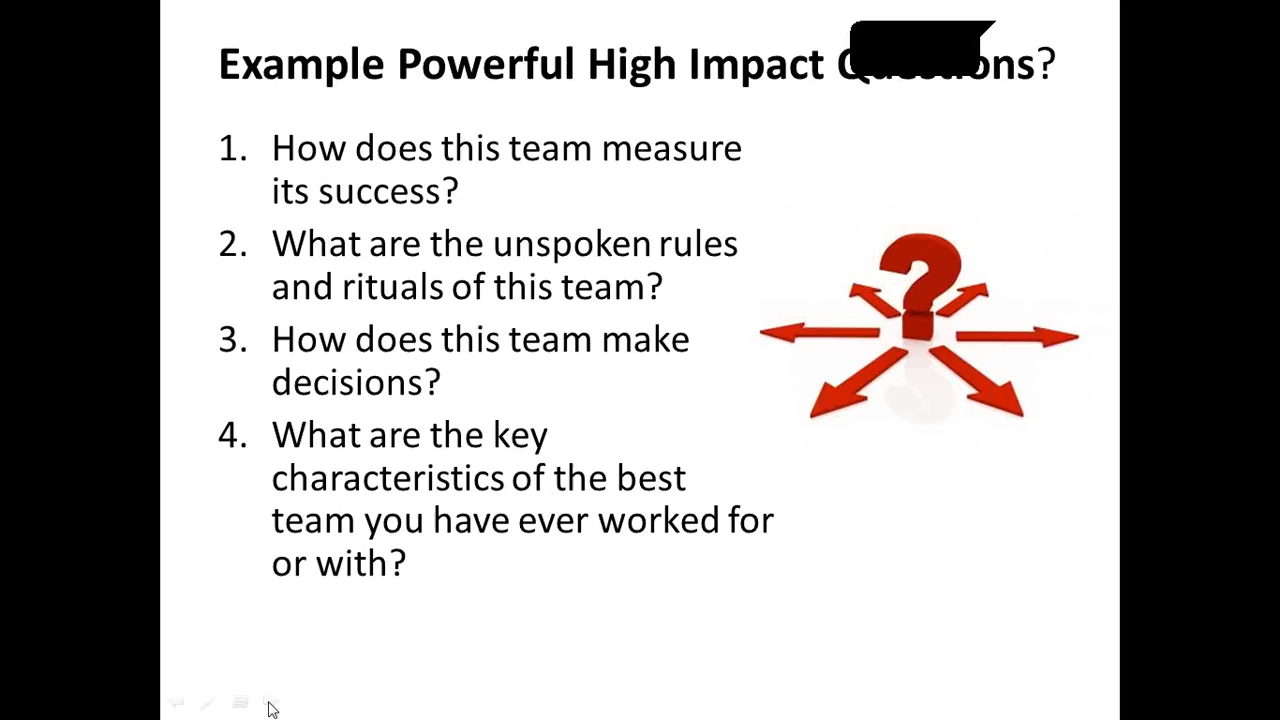 Example Powerful High Impact Questions?
1. How does this team measure
its success?
2. What are the unspoken rules
and rituals of this team?
3. How does this team make
decisions?
4. What are the key
characteristics of the best
team you have ever worked for
or with?